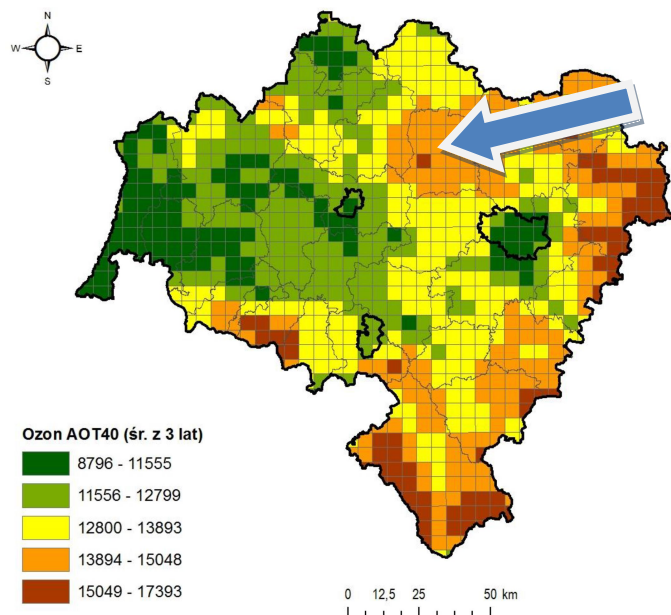 N
W E
S
Ozon AOT40 (śr. z 3 lat)
8796 - 11555
11556 - 12799
12800 - 13893
13894 - 15048
15049 - 17393
0 12,5 25 50 km